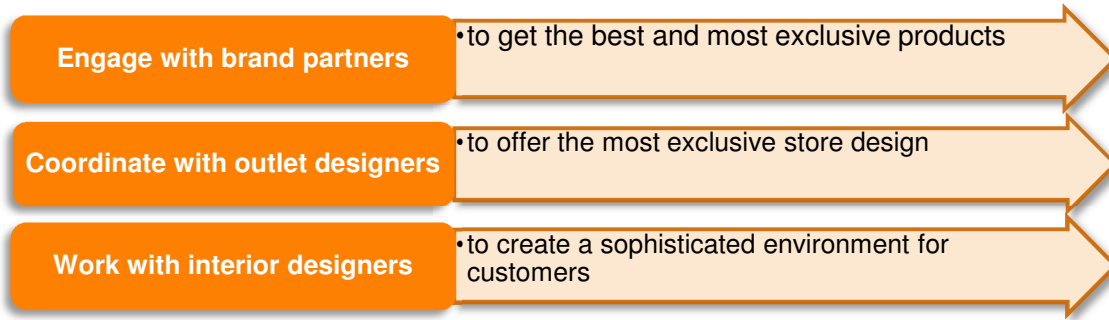 Engage with brand partners
•to get the best and most exclusive products
Coordinate with outlet designers
•to offer the most exclusive store design
Work with interior designers
•to create a sophisticated environment for
customers